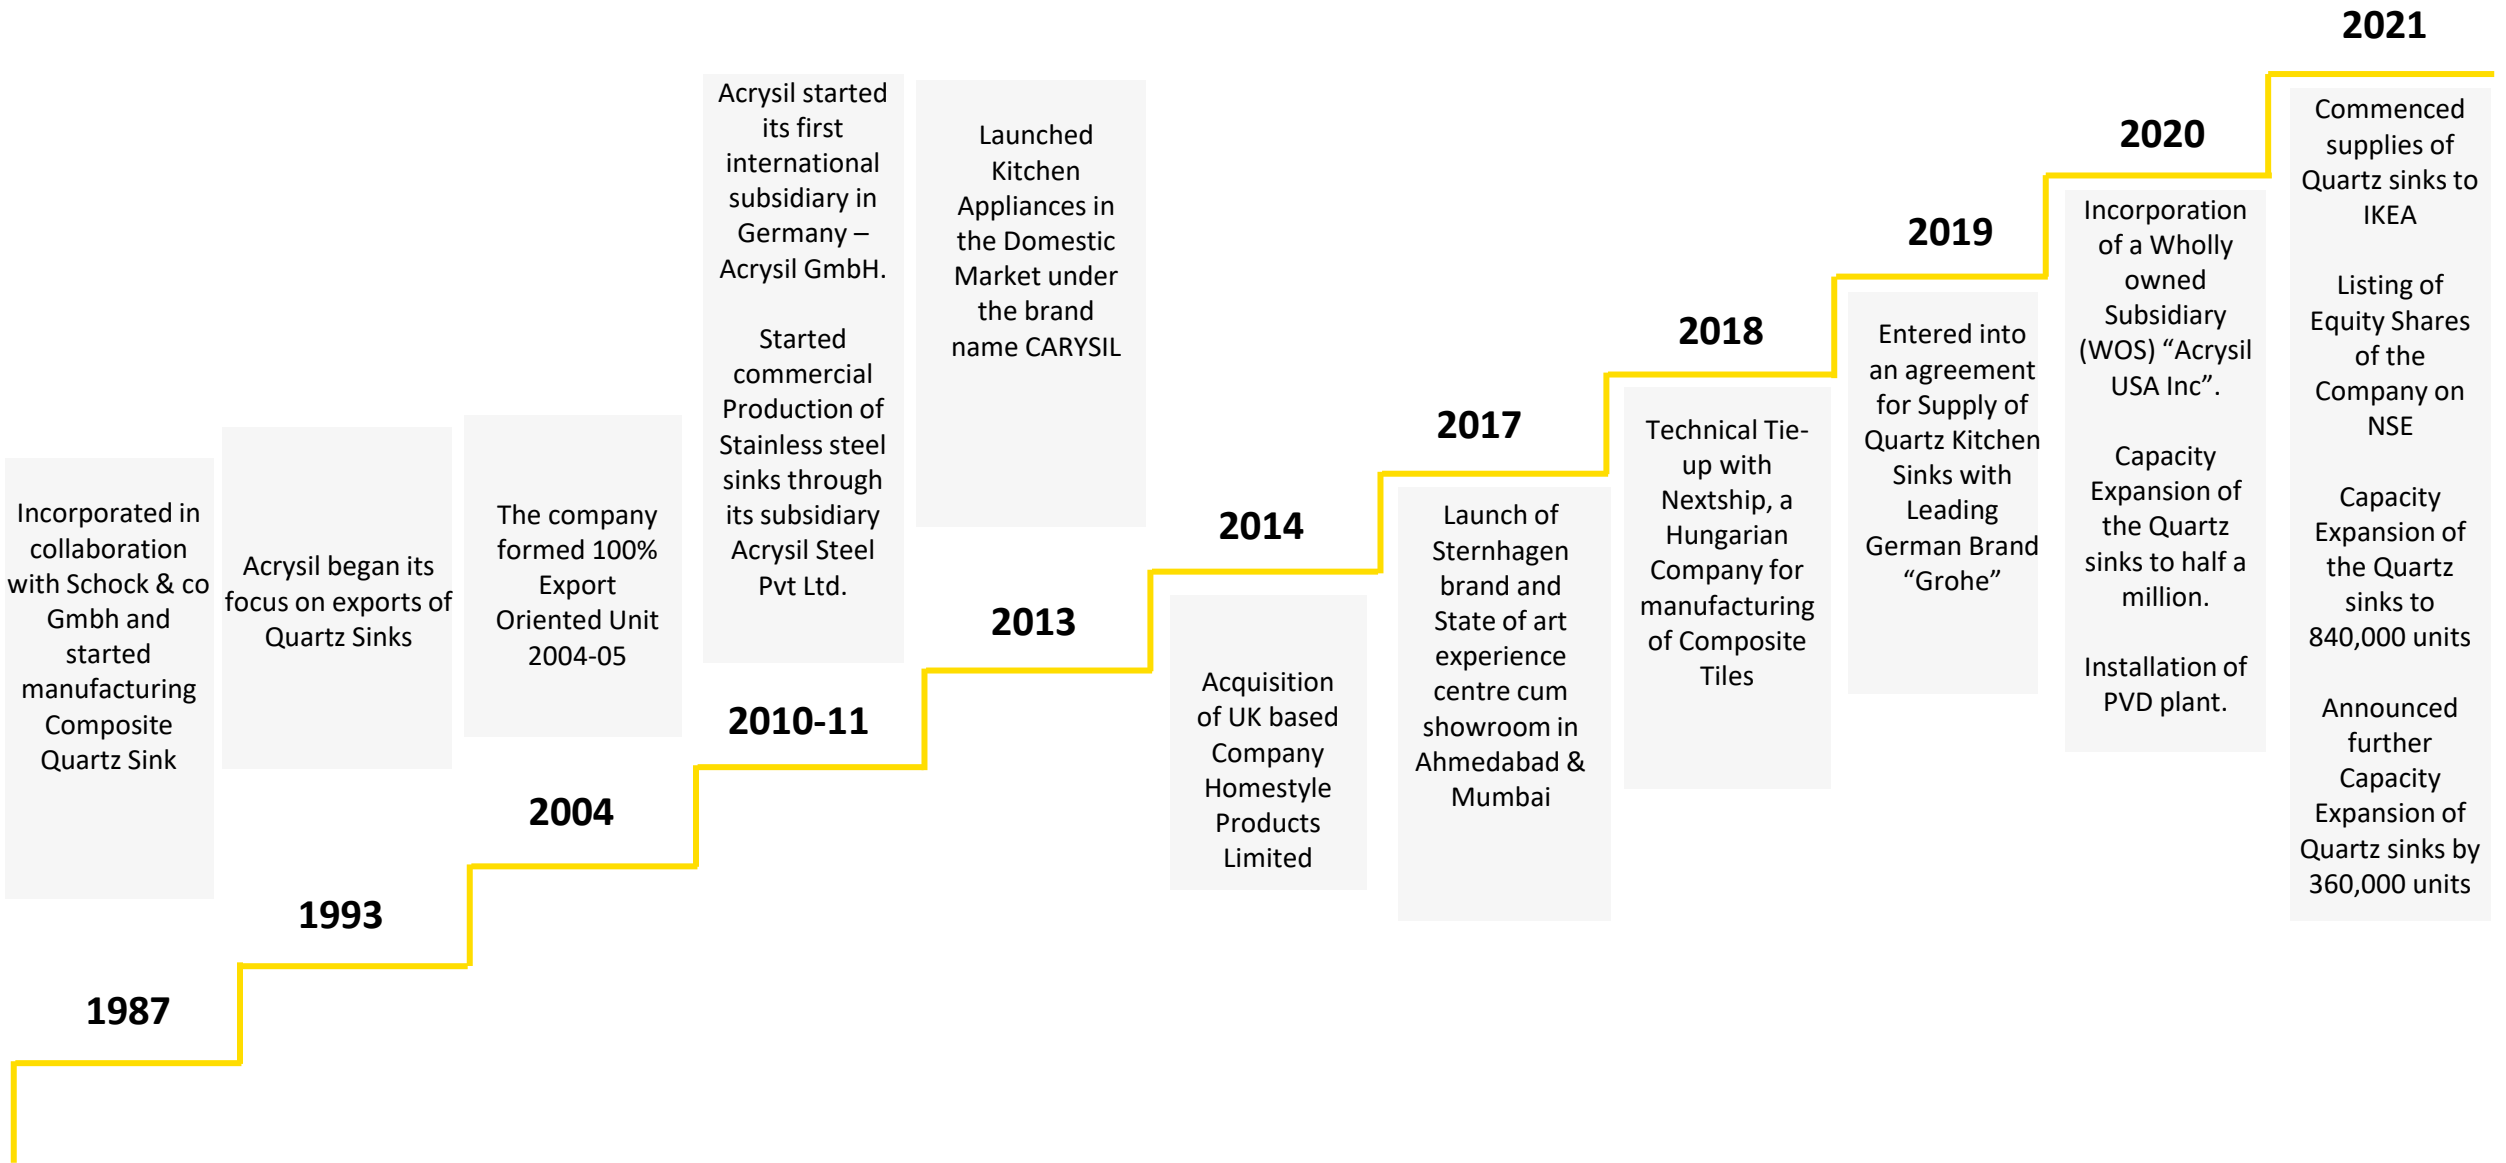 1987
Incorporated in
collaboration
with Schock & co
Gmbh and
started
manufacturing
Composite
Quartz Sink
1993
Acrysil began its
focus on exports of
Quartz Sinks
2004
The company
formed 100%
Export
Oriented Unit
2004-05
2010-11
Acrysil started
its first
international
subsidiary in
Germany –
Acrysil GmbH.
Started
commercial
Production of
Stainless steel
sinks through
its subsidiary
Acrysil Steel
Pvt Ltd.
2013
Launched
Kitchen
Appliances in
the Domestic
Market under
the brand
name CARYSIL
2014
Acquisition
of UK based
Company
Homestyle
Products
Limited
2017
Launch of
Sternhagen
brand and
State of art
experience
centre cum
showroom in
Ahmedabad &
Mumbai
2018
Technical Tie-
up with
Nextship, a
Hungarian
Company for
manufacturing
of Composite
Tiles
2019
Entered into
an agreement
for Supply of
Quartz Kitchen
Sinks with
Leading
German Brand
“Grohe”
2020
Incorporation
of a Wholly
owned
Subsidiary
(WOS) “Acrysil
USA Inc”.
Capacity
Expansion of
the Quartz
sinks to half a
million.
Installation of
PVD plant.
2021
Commenced
supplies of
Quartz sinks to
IKEA
Listing of
Equity Shares
of the
Company on
NSE
Capacity
Expansion of
the Quartz
sinks to
840,000 units
Announced
further
Capacity
Expansion of
Quartz sinks by
360,000 units